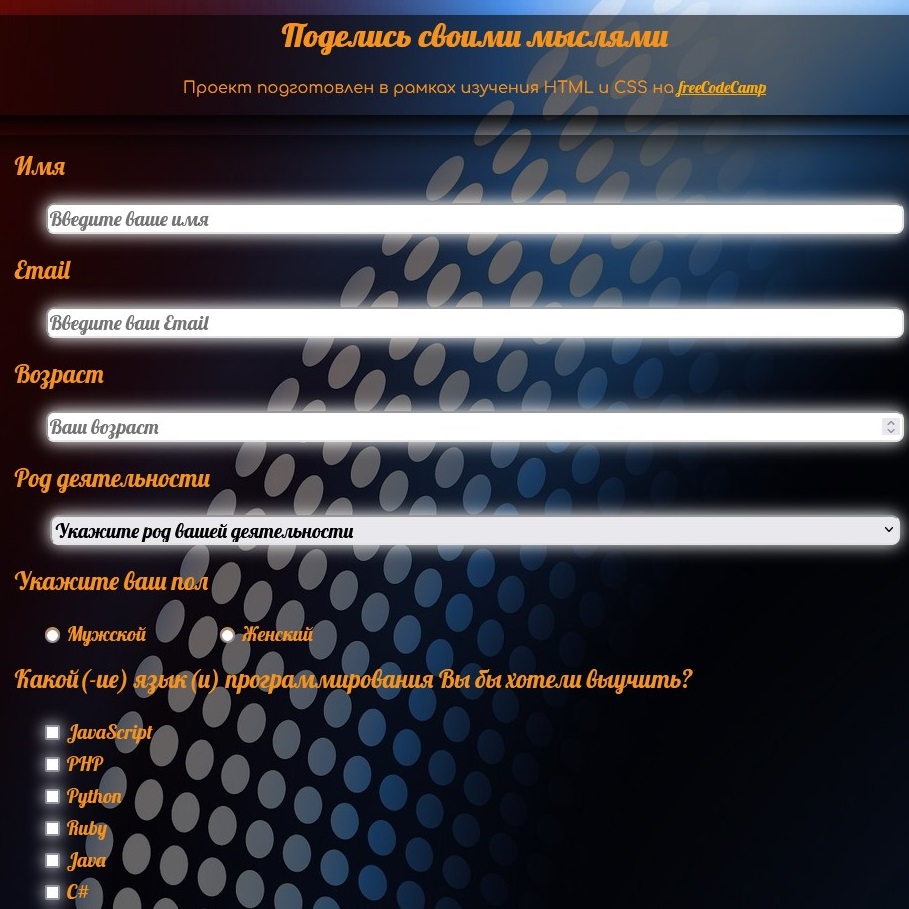 Поделись своими мыслями
Проект подготовлен в рамках изучения HTML и CSS на freeCodeCamp
Имя
Введите ваше имя
Email
Введите ваш Email
Возраст
Ваш возраст
Род деятельности
Укажите род вашей деятельности
Укажите ваш пол
Мужской Женский
Какой(-ие) язык(и) программирования Вы бы хотели выучить?
JavaScript
PHP
Python
Ruby
Java
C#